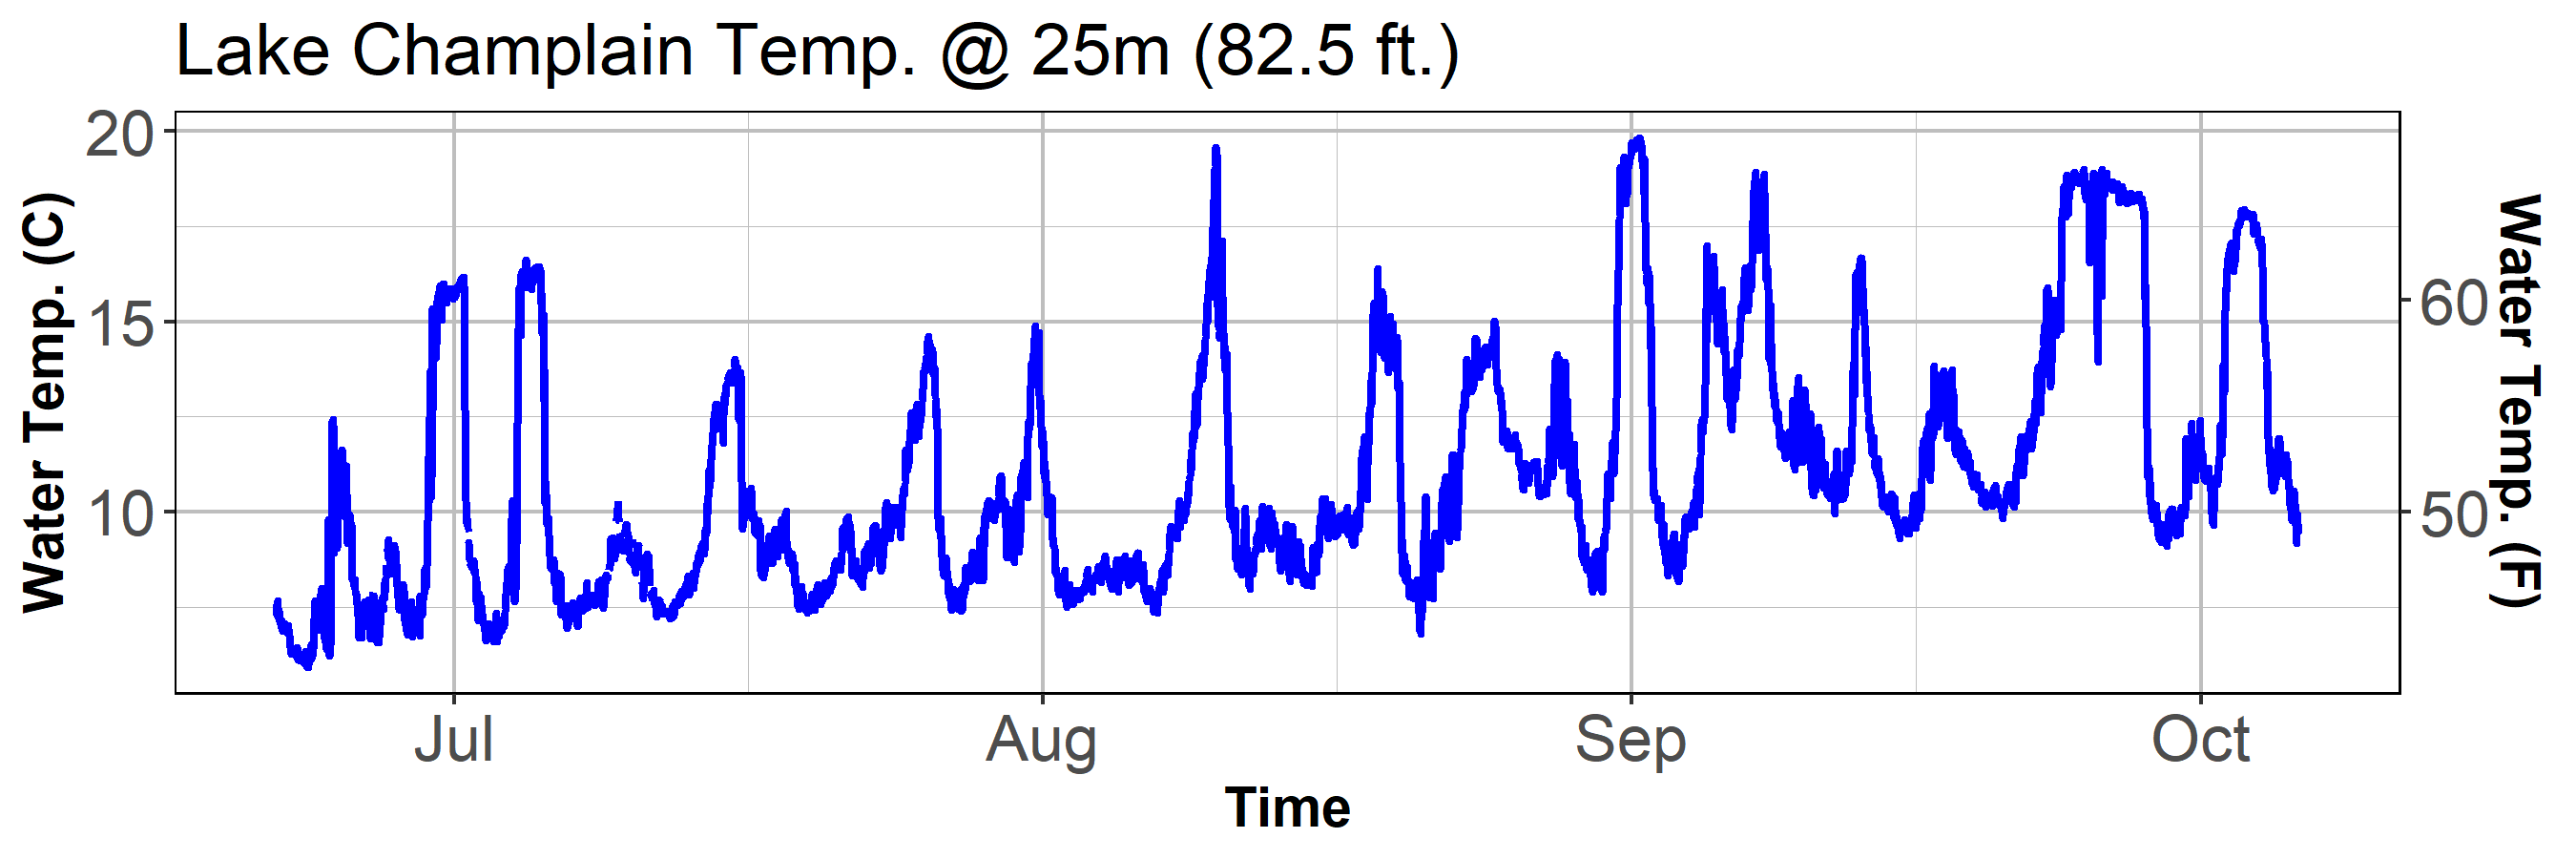 Lake Champlain Temp. @ 25m (82.5 ft.)
Water Temp. (C)
20
15
10
60
50
Water Temp. (F)
Jul Aug Sep Oct
Time